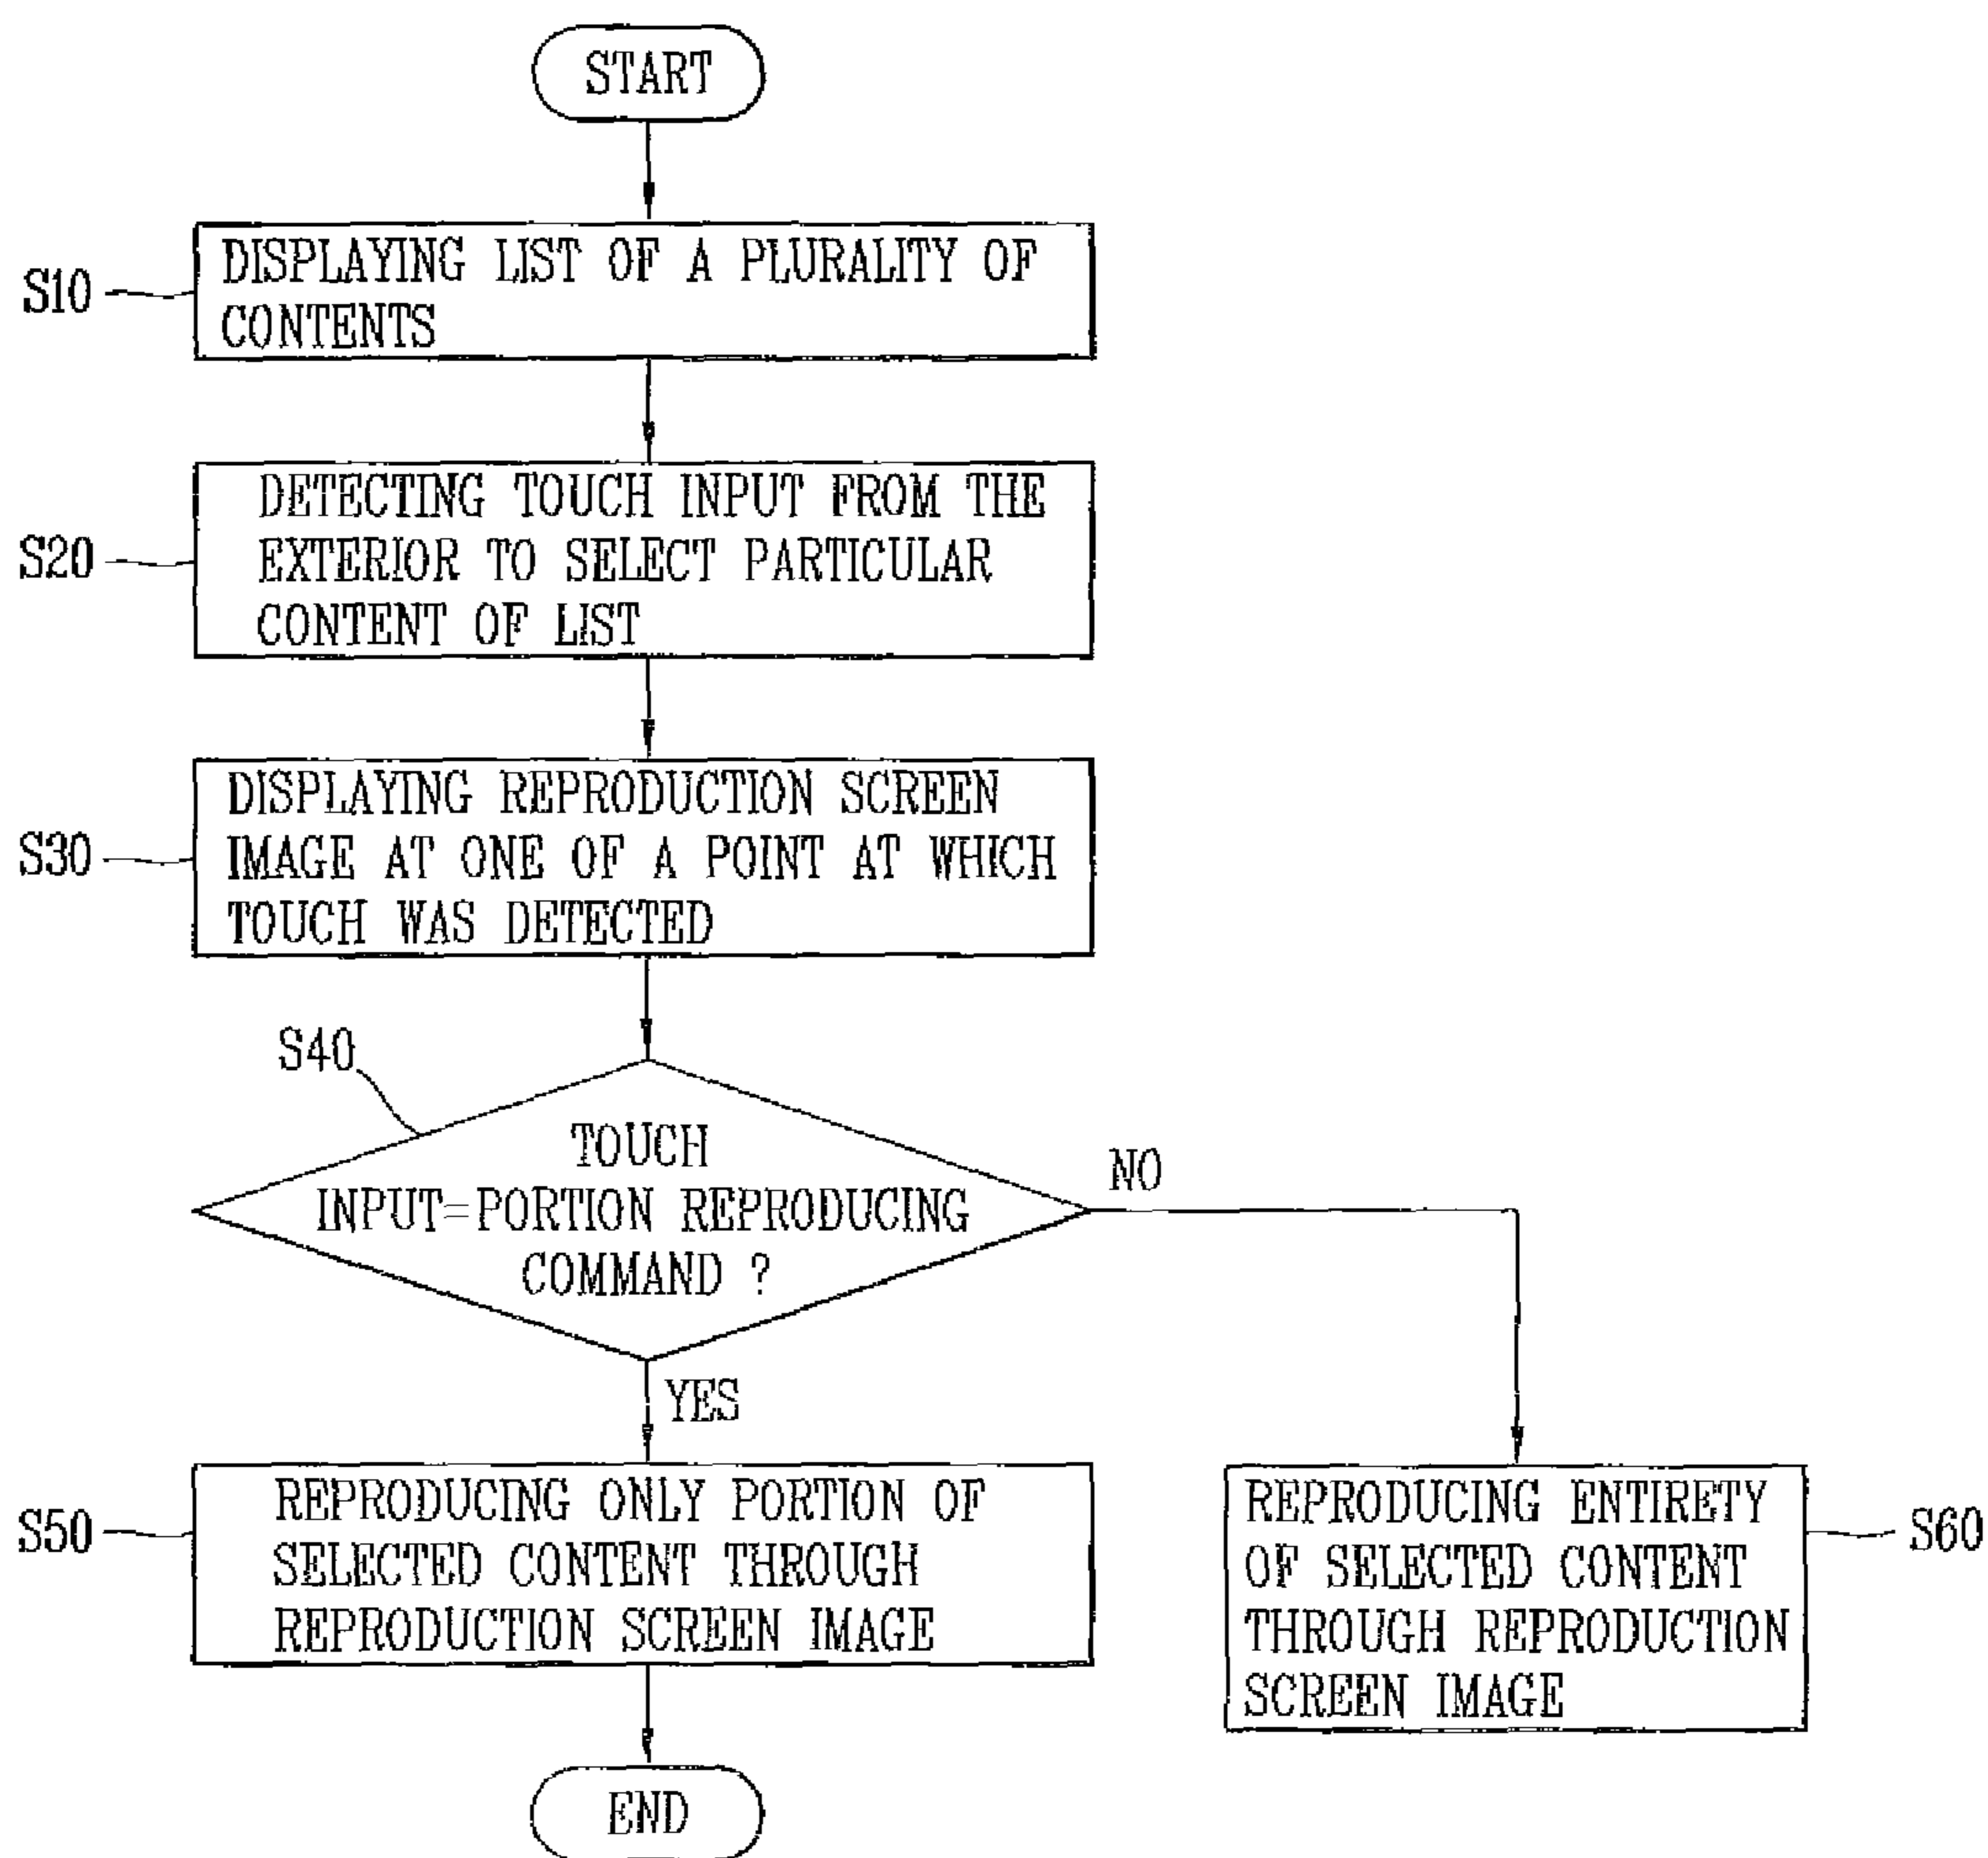 START
S10
DISPLAYING LIST OF A PLURALITY OF
CONTENTS
S20
DETECTING TOUCH INPUT FROM THE
EXTERIOR TO SELECT PARTICULAR
CONTENT OF LIST
S30
DISPLAYING REPRODUCTION SCREEN
IMAGE AT ONE OF A POINT AT WHICH
TOUCH WAS DETECTED
S40
TOUCH
INPUT=PORTION REPRODUCING
COMMAND ?
NO
YES
S50
REPRODUCING ONLY PORTION OF
SELECTED CONTENT THROUGH
REPRODUCTION SCREEN IMAGE
REPRODUCING ENTIRETY
OF SELECTED CONTENT
THROUGH REPRODUCTION
SCREEN IMAGE
S60
END